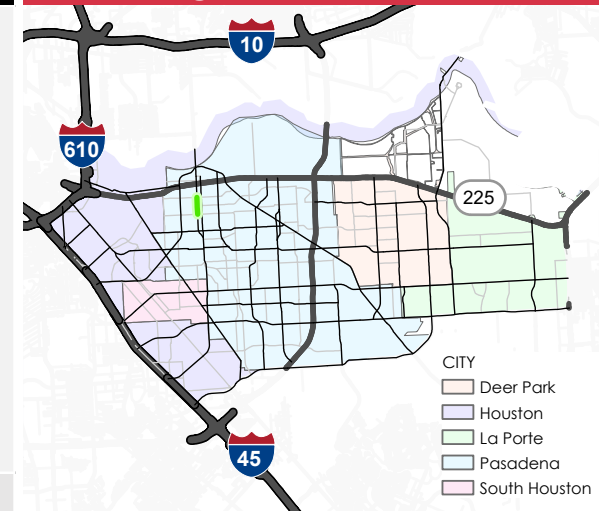 10
610
225
CITY
Deer Park
Houston
La Porte
Pasadena
South Houston
45